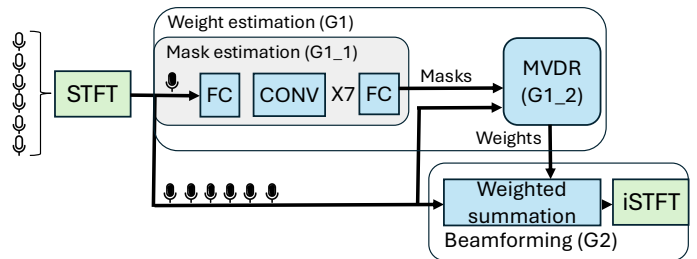 Weight estimation (G1)
Mask estimation (G1_1)
STFT
FC
CONV
X7
FC
Masks
MVDR
(G1_2)
Weights
Weighted
summation
iSTFT
Beamforming (G2)